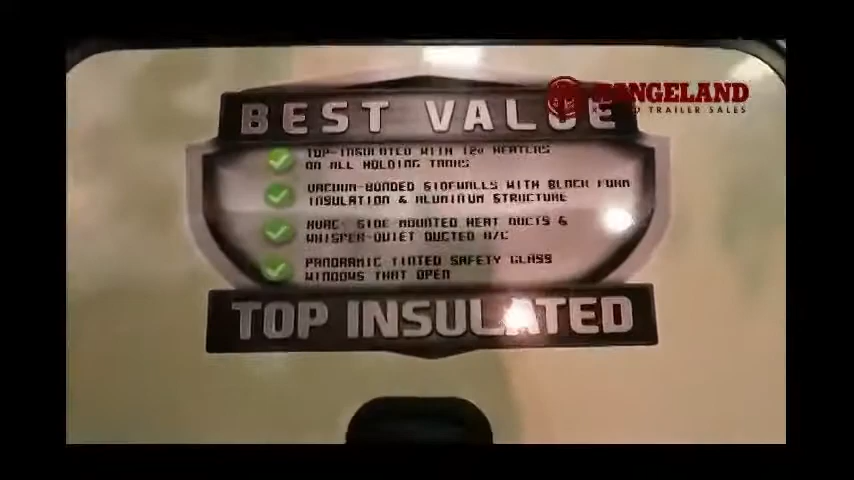 BEST VALUE
RANGELAND
TRAILER SALES
TOP-INSULATED WITH 12V HEATERS
ON ALL HOLDING TANKS
VACUUM-BONDED SIDEWALLS WITH BLOCK FOAM
INSULATION & ALUMINUM STRUCTURE
HVAC- SIDE MOUNTED HEAT DUCTS &
WHISPER-QUIET DUCTED A/C
PANORAMIC TINTED SAFETY GLASS
WINDOWS THAT OPEN
TOP INSULATED